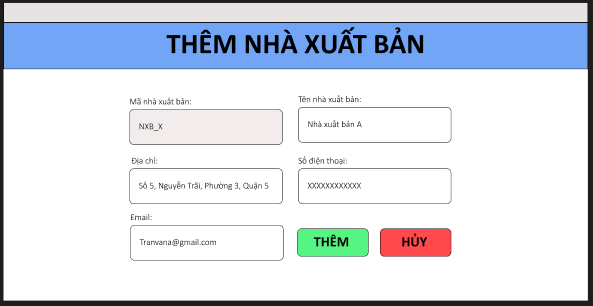 THÊM NHÀ XUẤT BẢN
Mã nhà xuất bản:
Tên nhà xuất bản:
NXB_X
Nhà xuất bản A
Địa chỉ:
Số điện thoại:
Số 5, Nguyễn Trãi, Phường 3, Quận 5
XXXXXXXXXXXX
Email:
Tranvana@gmail.com
THÊM
HỦY